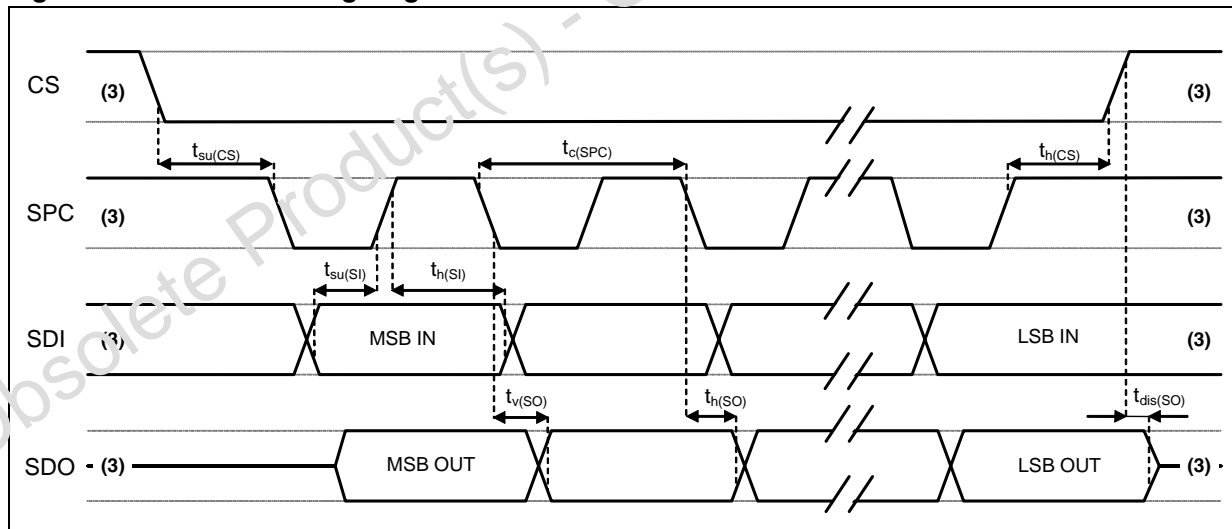 Obsolete Product(s) -
CS (3) (3)
tsu(CS) tc(SPC) th(CS)
SPC (3) (3)
tsu(SI) th(SI)
SDI (3) MSB IN LSB IN (3)
tv(SO) th(SO) tdis(SO)
SDO (3) MSB OUT LSB OUT (3)